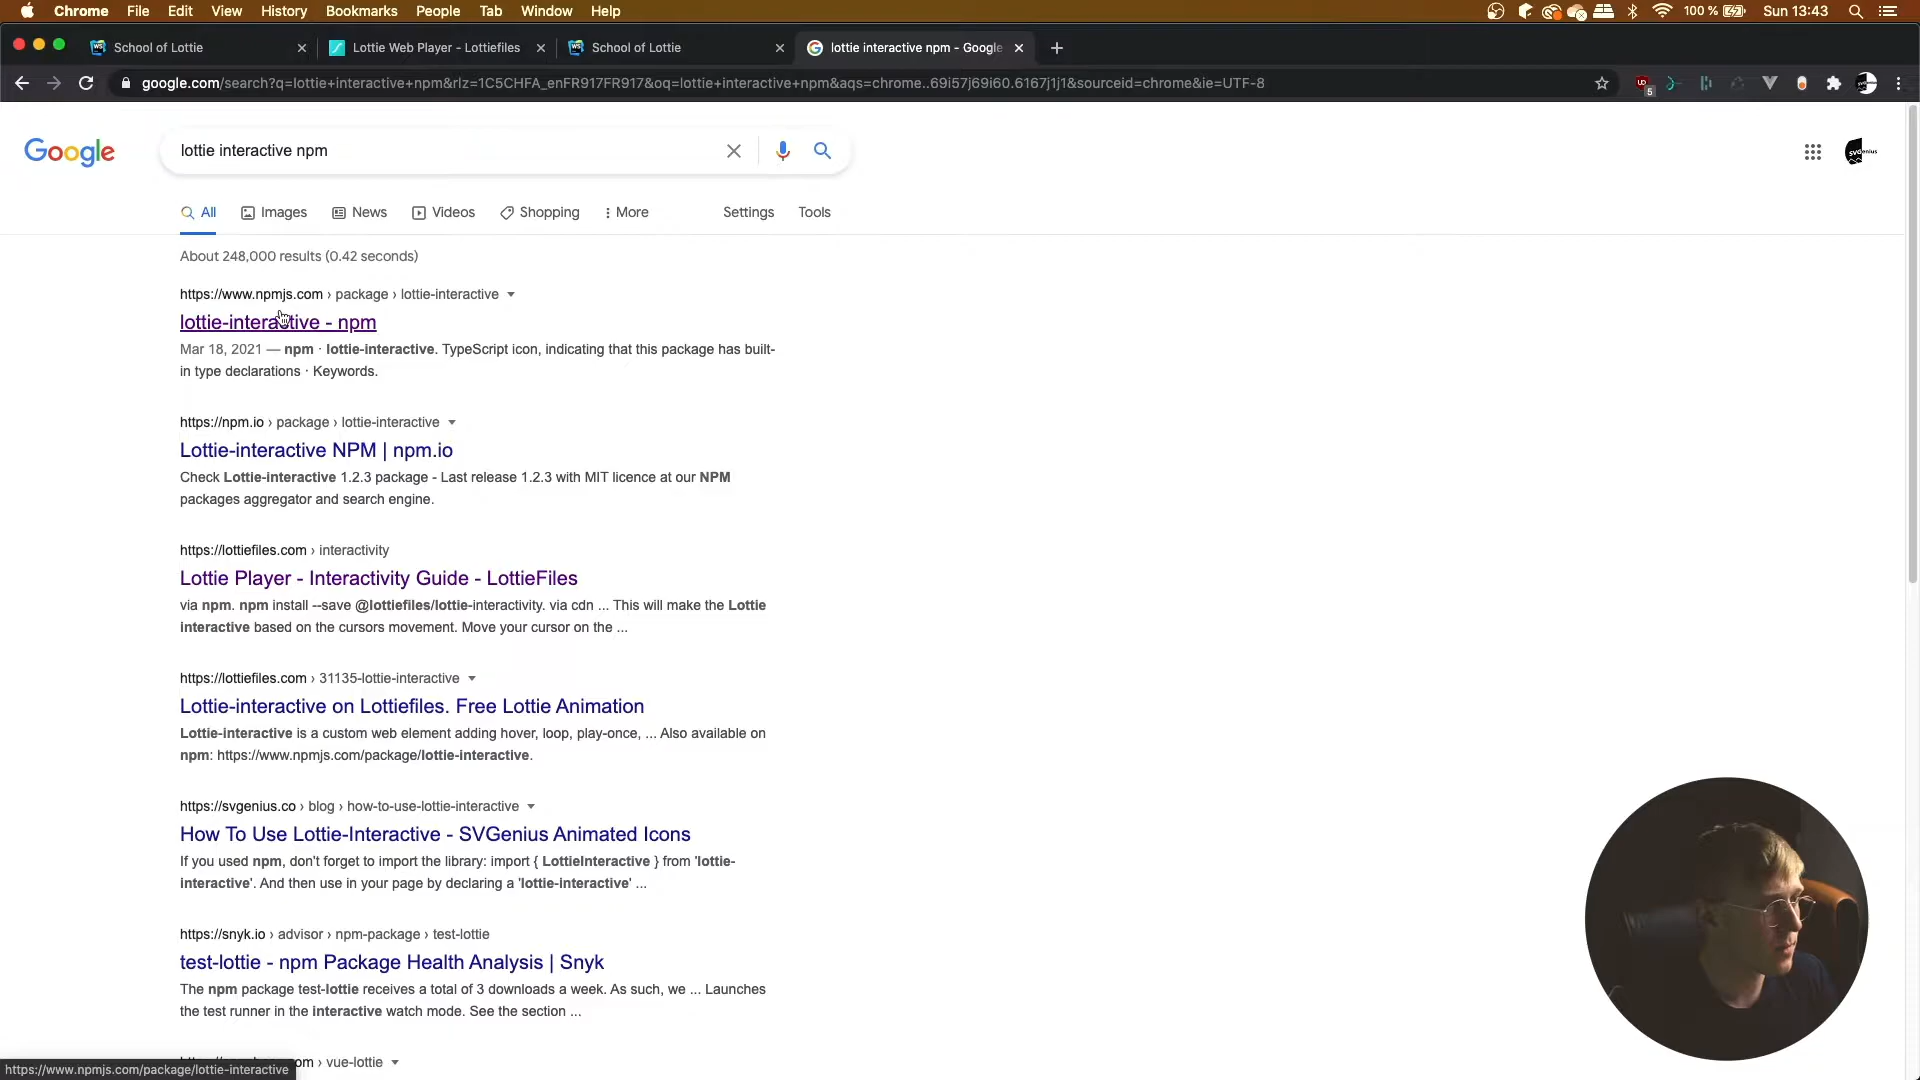 Chrome File Edit View History Bookmarks People Tab Window Help 100 % Sun 13:43
School of Lottie Lottie Web Player - Lottiefiles School of Lottie lottie interactive npm - Google
google.com/search?q=lottie+interactive+npm&rlz=1C5CHFA_enFR917FR917&oq=lottie+interactive+npm&aqs=chrome..69i57j69i60.6167j1j1&sourceid=chrome&ie=UTF-8 5
Google lottie interactive npm svgenius
All Images News Videos Shopping More Settings Tools
About 248,000 results (0.42 seconds)
https://www.npmjs.com › package › lottie-interactive
lottie-interactive - npm
Mar 18, 2021 — npm · lottie-interactive. TypeScript icon, indicating that this package has built-
in type declarations · Keywords.
https://npm.io › package › lottie-interactive
Lottie-interactive NPM | npm.io
Check Lottie-interactive 1.2.3 package - Last release 1.2.3 with MIT licence at our NPM
packages aggregator and search engine.
https://lottiefiles.com › interactivity
Lottie Player - Interactivity Guide - LottieFiles
via npm. npm install --save @lottiefiles/lottie-interactivity. via cdn ... This will make the Lottie
interactive based on the cursors movement. Move your cursor on the ...
https://lottiefiles.com › 31135-lottie-interactive
Lottie-interactive on Lottiefiles. Free Lottie Animation
Lottie-interactive is a custom web element adding hover, loop, play-once, ... Also available on
npm: https://www.npmjs.com/package/lottie-interactive.
https://svgenius.co › blog › how-to-use-lottie-interactive
How To Use Lottie-Interactive - SVGenius Animated Icons
If you used npm, don't forget to import the library: import { LottieInteractive } from 'lottie-
interactive'. And then use in your page by declaring a 'lottie-interactive' ...
https://snyk.io › advisor › npm-package › test-lottie
test-lottie - npm Package Health Analysis | Snyk
The npm package test-lottie receives a total of 3 downloads a week. As such, we ... Launches
the test runner in the interactive watch mode. See the section ...
› vue-lottie
https://www.npmjs.com/package/lottie-interactive